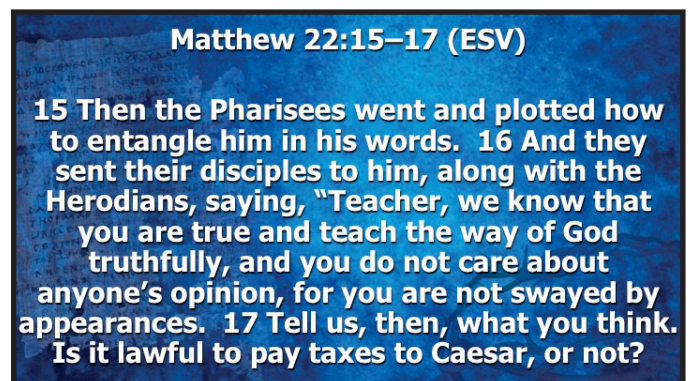 Matthew 22:15–17 (ESV)
15 Then the Pharisees went and plotted how
to entangle him in his words.  16 And they
sent their disciples to him, along with the
Herodians, saying, “Teacher, we know that
you are true and teach the way of God
truthfully, and you do not care about
anyone’s opinion, for you are not swayed by
appearances.  17 Tell us, then, what you think.
Is it lawful to pay taxes to Caesar, or not?